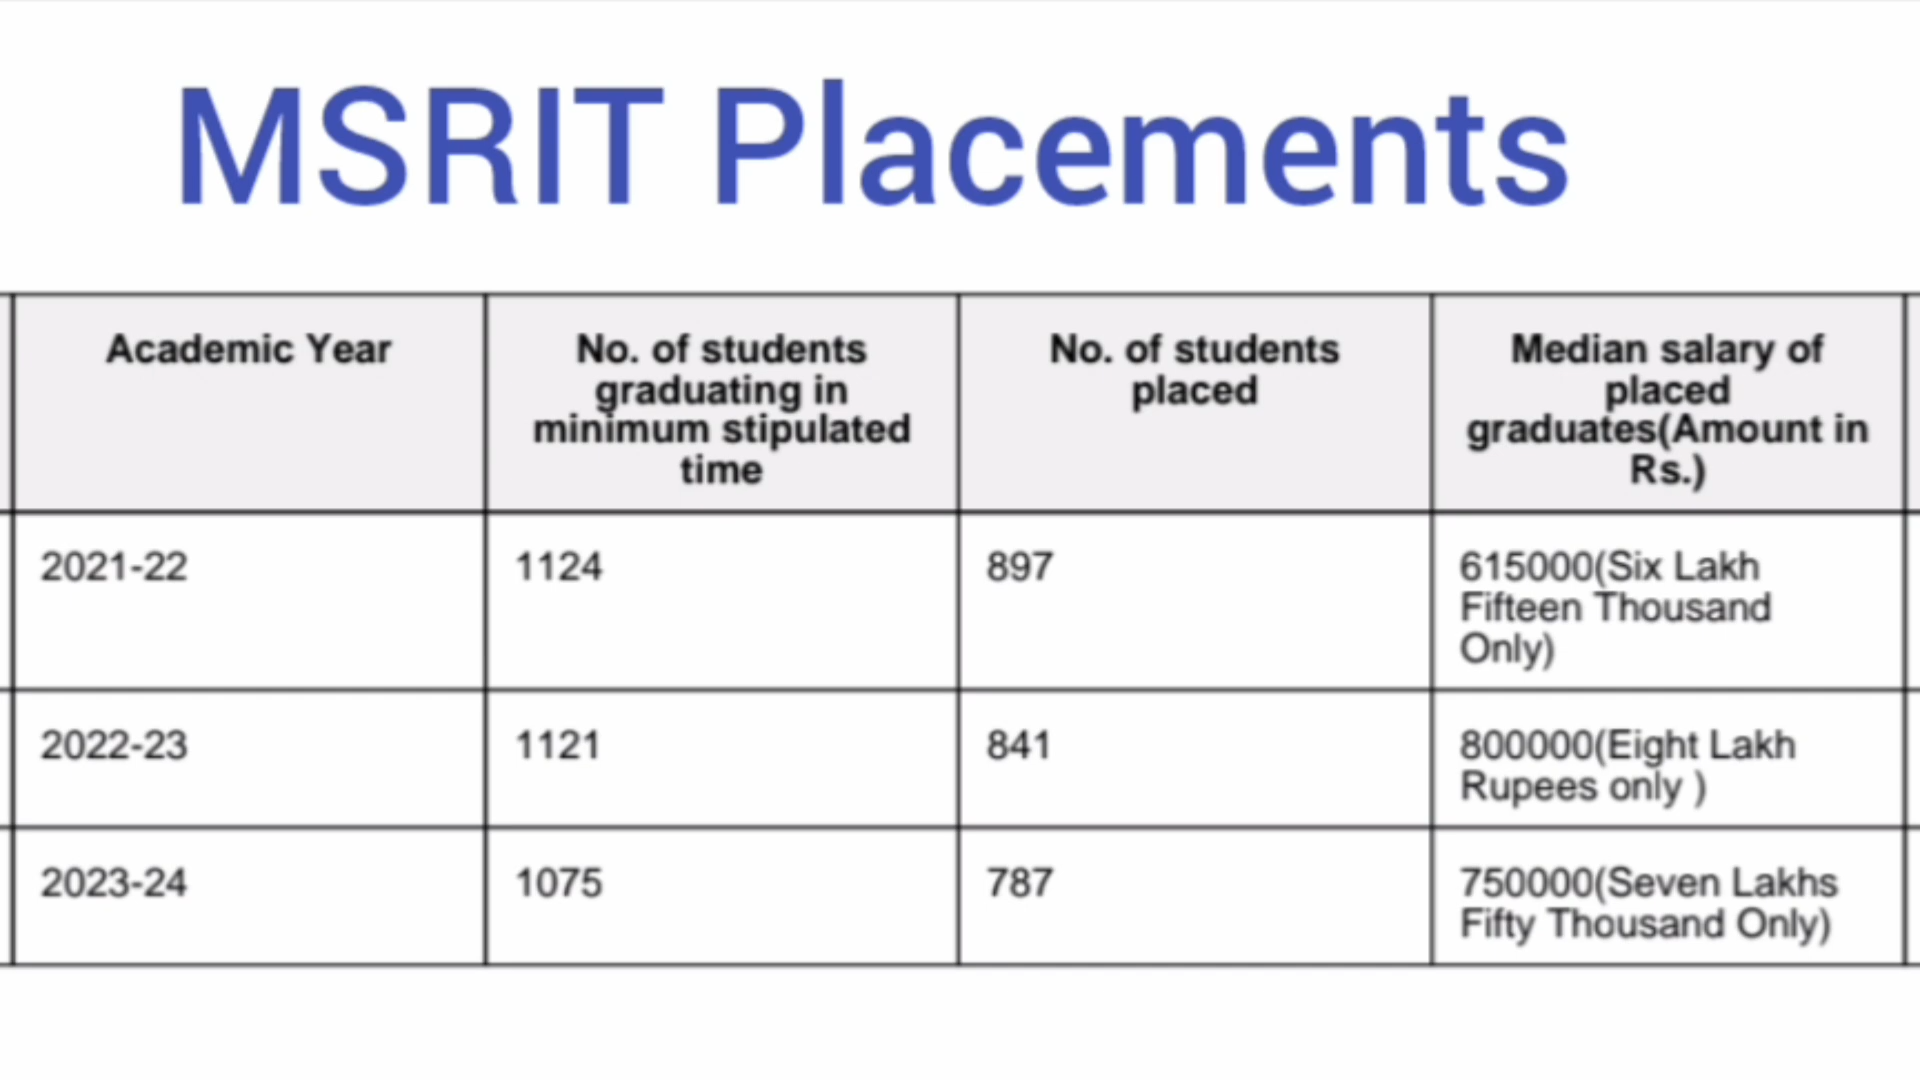 MSRIT Placements
Academic Year
No. of students
graduating in
minimum stipulated
time
No. of students
placed
Median salary of
placed
graduates(Amount in
Rs.)
2021-22
1124
897
615000(Six Lakh
Fifteen Thousand
Only)
2022-23
1121
841
800000(Eight Lakh
Rupees only )
2023-24
1075
787
750000(Seven Lakhs
Fifty Thousand Only)